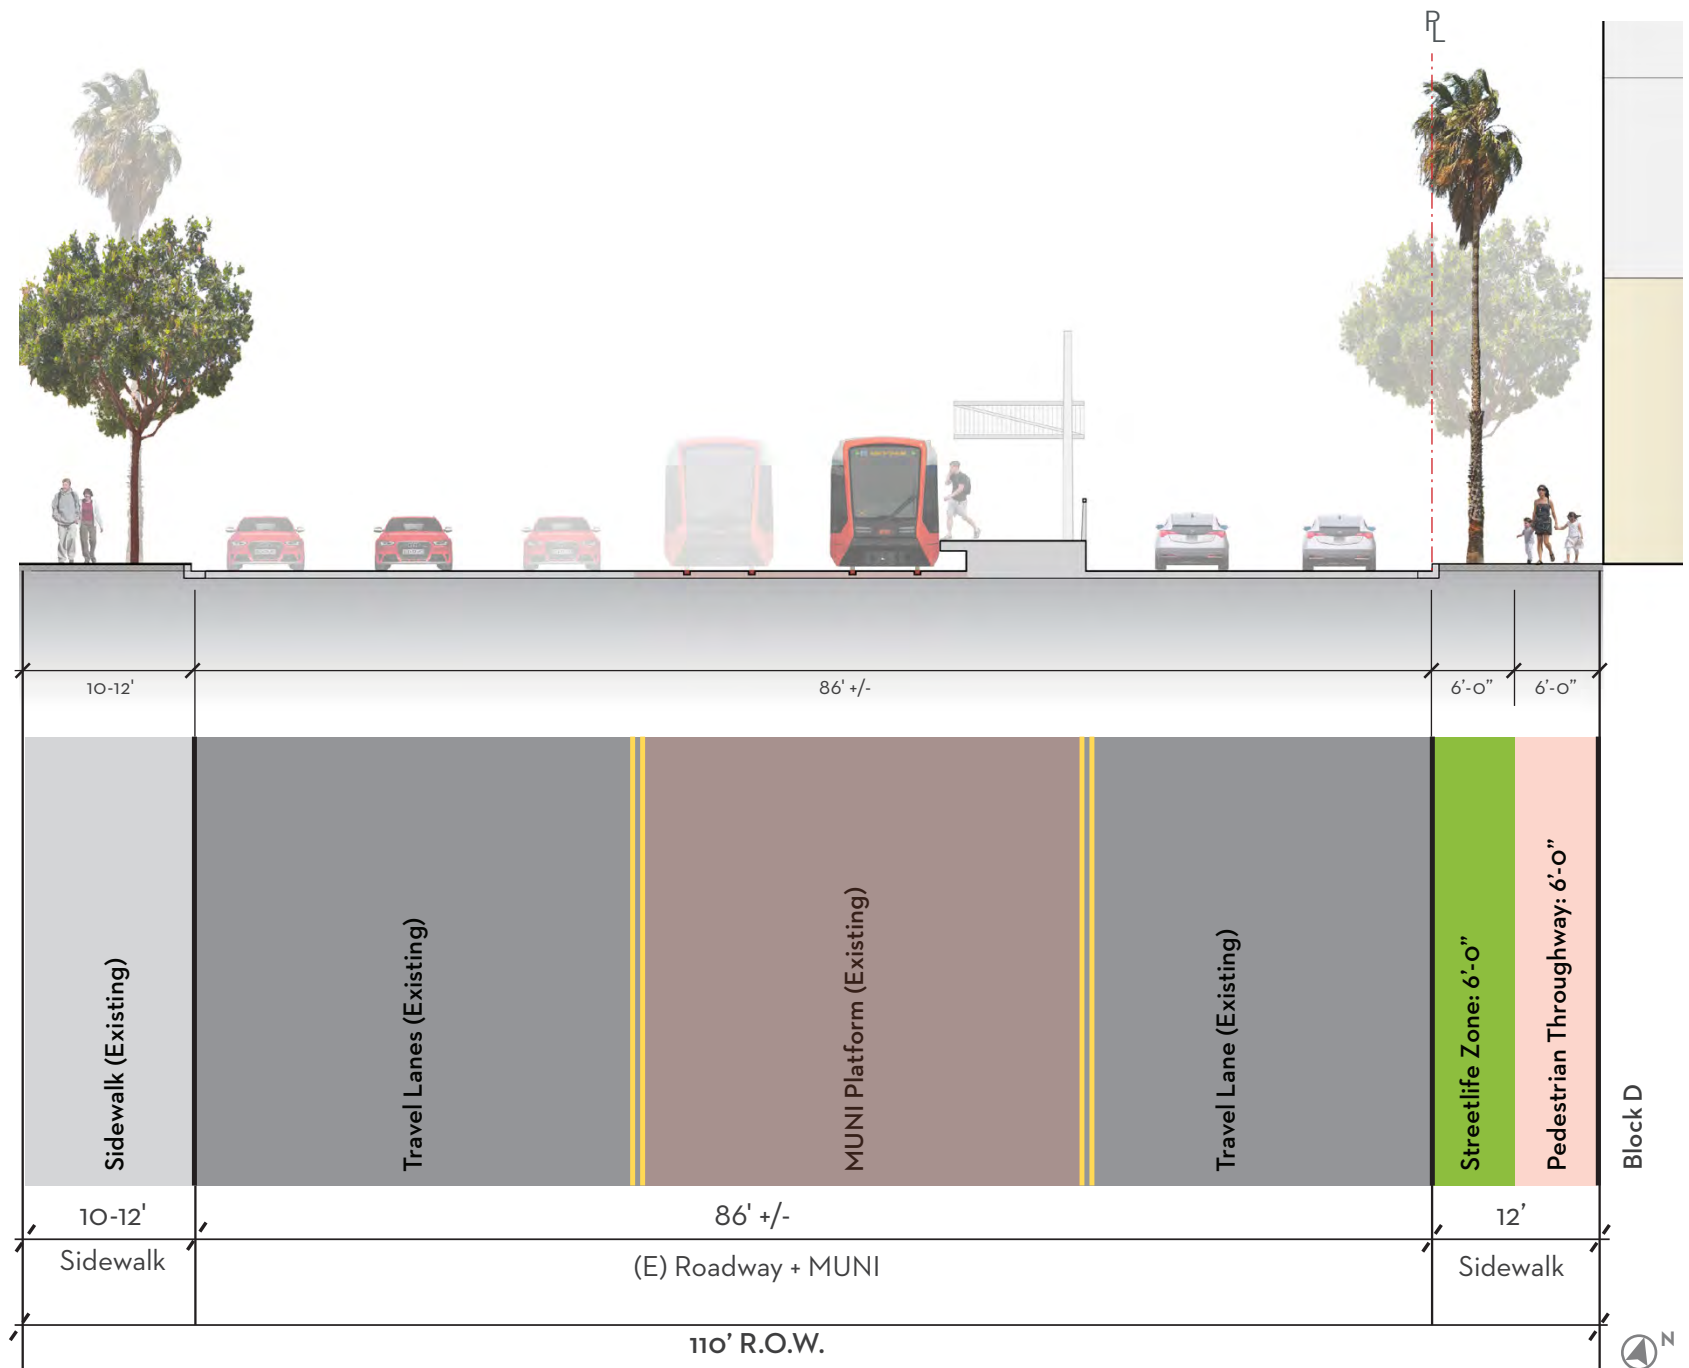 PL
10-12'
86' +/-
6'-0"
6'-0"
Sidewalk (Existing)
Travel Lanes (Existing)
MUNI Platform (Existing)
Travel Lane (Existing)
Streetlife Zone: 6'-0"
Pedestrian Throughway: 6'-0"
Block D
10-12'
86' +/-
12'
Sidewalk
(E) Roadway + MUNI
Sidewalk
110' R.O.W.
N